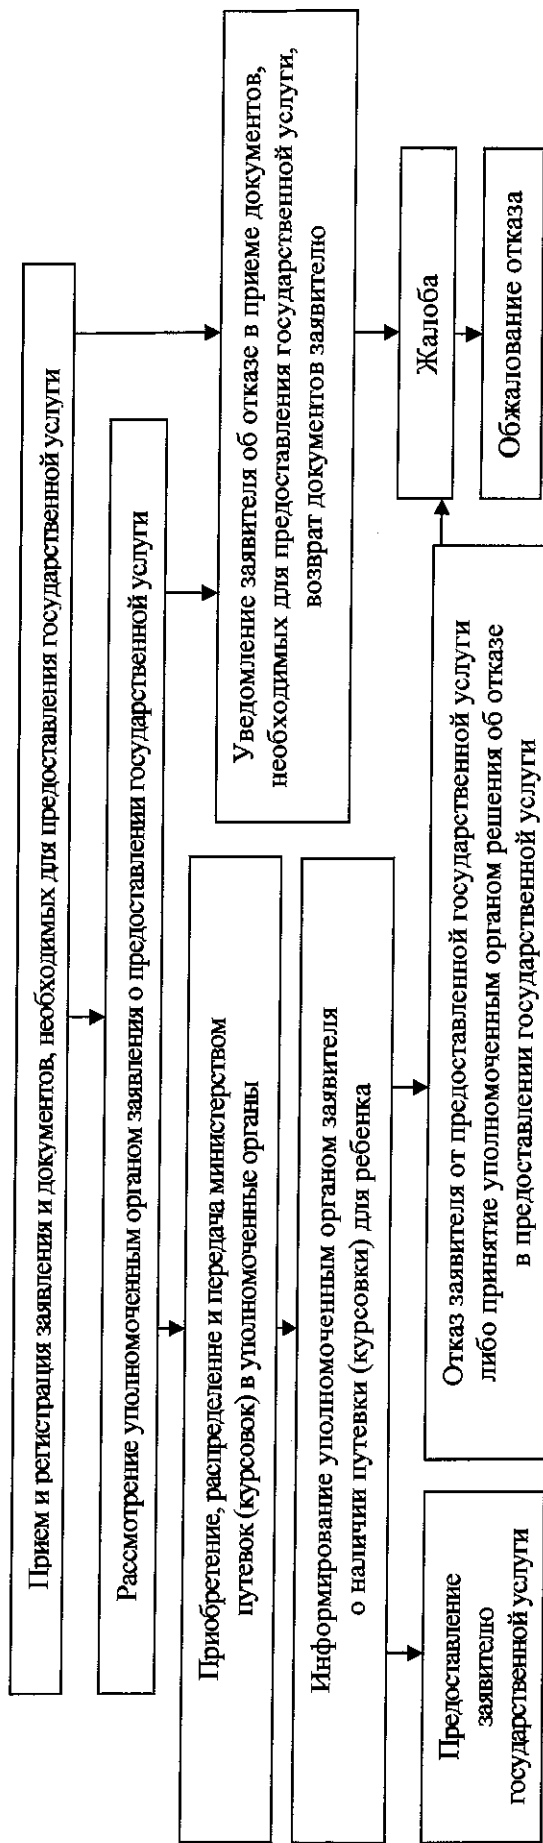 Прием и регистрация заявления и документов, необходимых для предоставления государственной услуги
Рассмотрение уполномоченным органом заявления о предоставлении государственной услуги
Приобретение, распределение и передача министерством
путевок (курсовок) в уполномоченные органы
Уведомление заявителя об отказе в приеме документов,
необходимых для предоставления государственной услуги,
возврат документов заявителю
Информирование уполномоченным органом заявителя
о наличии путевки (курсовки) для ребенка
Жалоба
Предоставление
заявителю
государственной услуги
Отказ заявителя от предоставленной государственной услуги
либо принятие уполномоченным органом решения об отказе
в предоставлении государственной услуги
Обжалование отказа